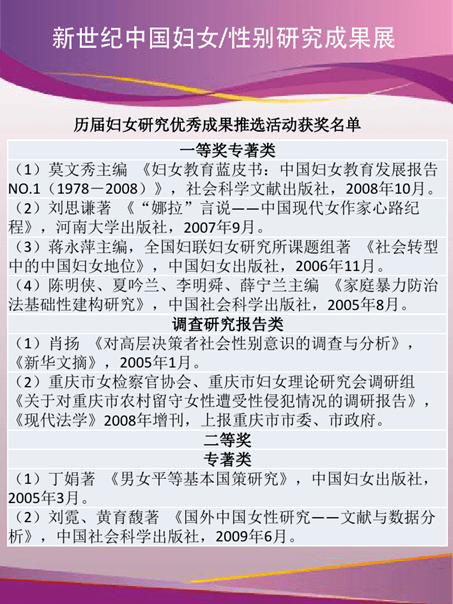 新世纪中国妇女/性别研究成果展
历届妇女研究优秀成果推选活动获奖名单
一等奖专著类
（1）莫文秀主编 《妇女教育蓝皮书：中国妇女教育发展报告
NO.1（1978－2008）》，社会科学文献出版社，2008年10月。
（2）刘思谦著 《“娜拉”言说——中国现代女作家心路纪
程》，河南大学出版社，2007年9月。
（3）蒋永萍主编，全国妇联妇女研究所课题组著 《社会转型
中的中国妇女地位》，中国妇女出版社，2006年11月。
（4）陈明侠、夏吟兰、李明舜、薛宁兰主编 《家庭暴力防治
法基础性建构研究》，中国社会科学出版社，2005年8月。
调查研究报告类
（1）肖扬 《对高层决策者社会性别意识的调查与分析》，
《新华文摘》，2005年1月。
（2）重庆市女检察官协会、重庆市妇女理论研究会调研组
《关于对重庆市农村留守女性遭受性侵犯情况的调研报告》，
《现代法学》2008年增刊，上报重庆市市委、市政府。
二等奖
专著类
（1）丁娟著 《男女平等基本国策研究》，中国妇女出版社，
2005年3月。
（2）刘霓、黄育馥著 《国外中国女性研究——文献与数据分
析》，中国社会科学出版社，2009年6月。